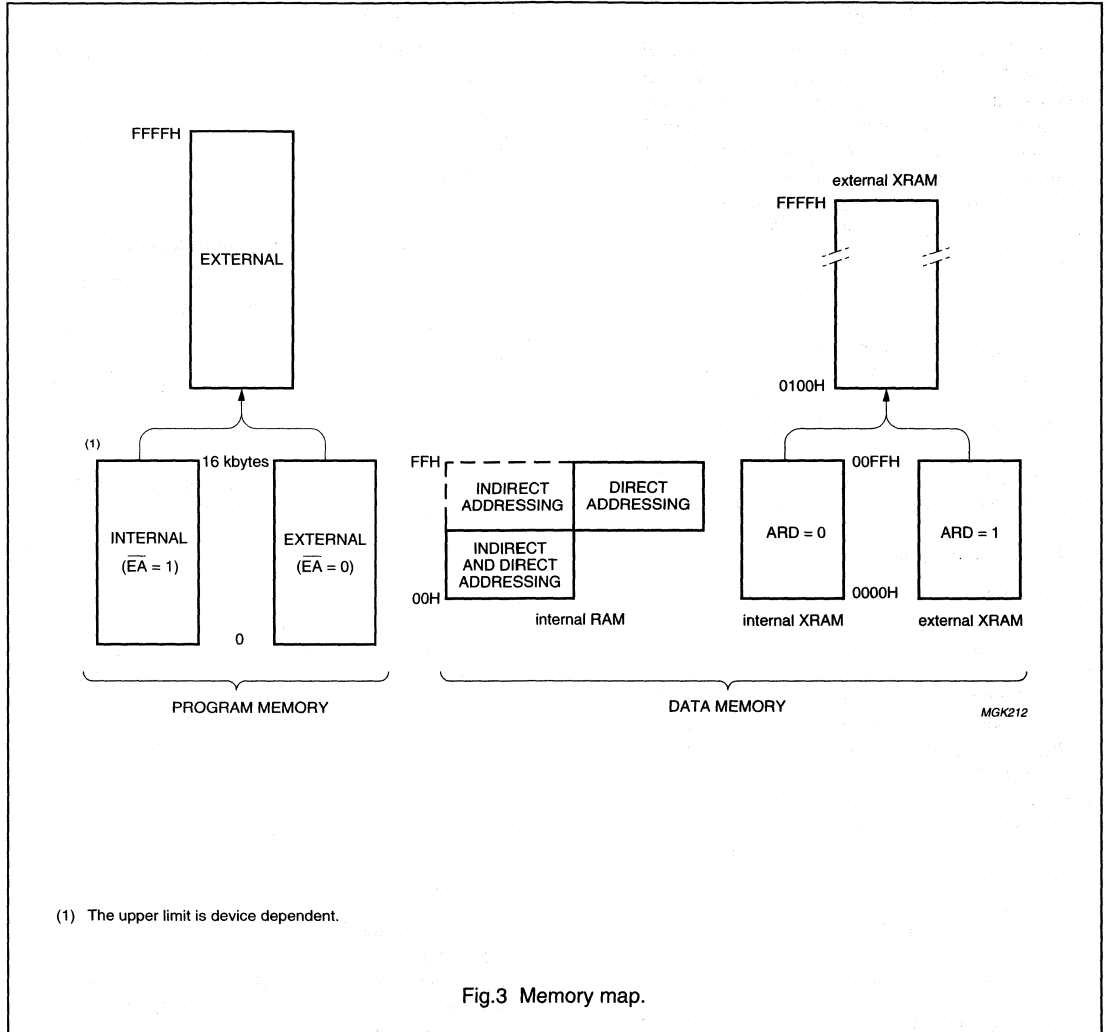 FFFFH
EXTERNAL
(1)
16 kbytes
INTERNAL
(EA = 1)
EXTERNAL
(EA = 0)
0
PROGRAM MEMORY
FFH
INDIRECT
ADDRESSING
DIRECT
ADDRESSING
INDIRECT
AND DIRECT
ADDRESSING
00H
internal RAM
external XRAM
FFFFH
0100H
00FFH
ARD = 0
ARD = 1
0000H
internal XRAM
external XRAM
DATA MEMORY
MGK212
(1) The upper limit is device dependent.
Fig.3 Memory map.